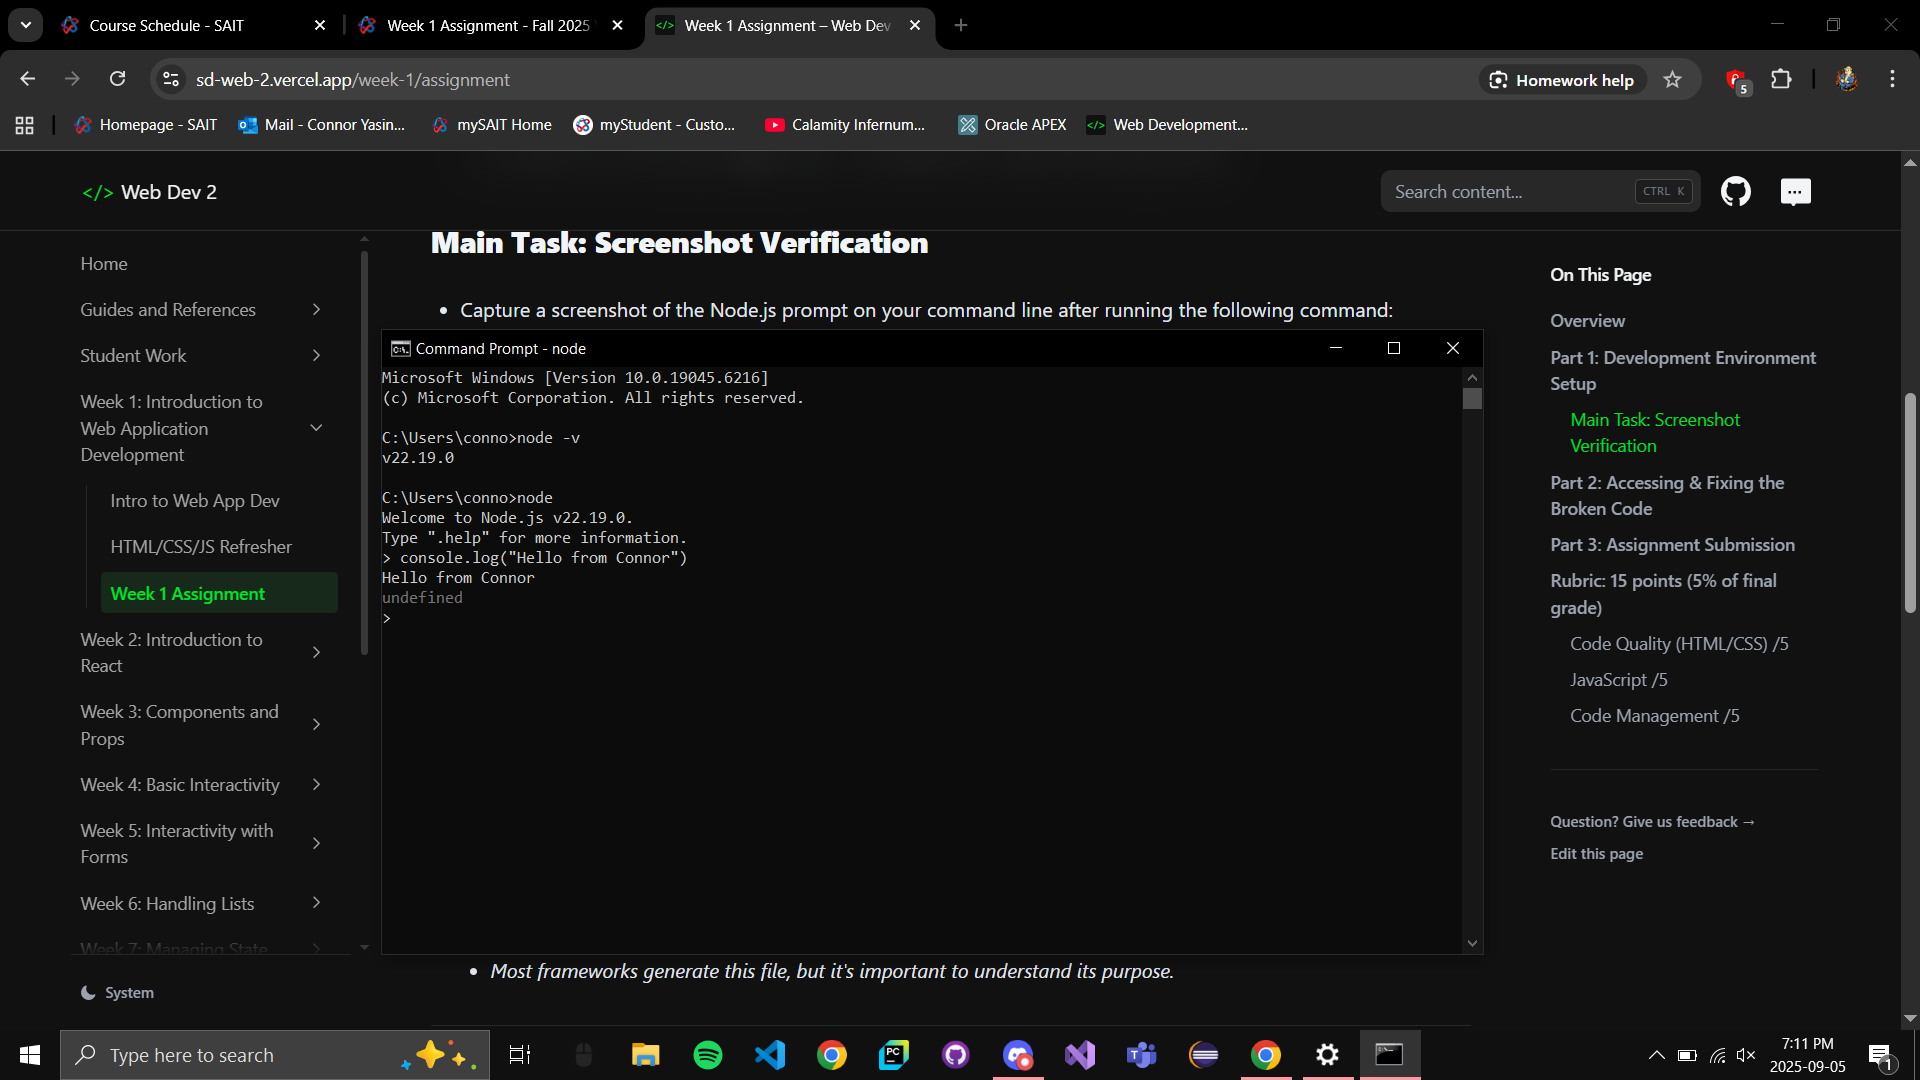 Course Schedule - SAIT
Week 1 Assignment - Fall 2025
Week 1 Assignment – Web Dev
sd-web-2.vercel.app/week-1/assignment
Homework help
5
Homepage - SAIT
Mail - Connor Yasin...
mySAIT Home
myStudent - Custo...
Calamity Infernum...
Oracle APEX
</> Web Development...
</> Web Dev 2
Search content...
CTRL K
Home
Guides and References
Student Work
Week 1: Introduction to
Web Application
Development
Intro to Web App Dev
HTML/CSS/JS Refresher
Week 1 Assignment
Week 2: Introduction to
React
Week 3: Components and
Props
Week 4: Basic Interactivity
Week 5: Interactivity with
Forms
Week 6: Handling Lists
Week 7: Managing State
System
Main Task: Screenshot Verification
• Capture a screenshot of the Node.js prompt on your command line after running the following command:
Command Prompt - node
Microsoft Windows [Version 10.0.19045.6216]
(c) Microsoft Corporation. All rights reserved.
C:\Users\conno>node -v
v22.19.0
C:\Users\conno>node
Welcome to Node.js v22.19.0.
Type ".help" for more information.
> console.log("Hello from Connor")
Hello from Connor
undefined
>
• Most frameworks generate this file, but it's important to understand its purpose.
On This Page
Overview
Part 1: Development Environment
Setup
Main Task: Screenshot
Verification
Part 2: Accessing & Fixing the
Broken Code
Part 3: Assignment Submission
Rubric: 15 points (5% of final
grade)
Code Quality (HTML/CSS) /5
JavaScript /5
Code Management /5
Question? Give us feedback →
Edit this page
Type here to search
PC
7:11 PM
2025-09-05
1